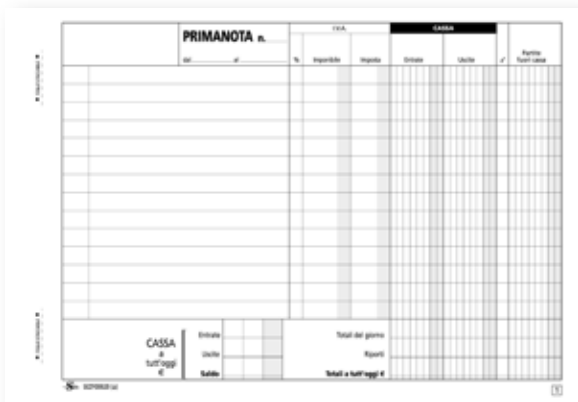 PRIMANOTA n.
dal al
I.V.A.
CASSA
% Imponibile Imposta
Entrate Uscite
Partite
fuori cassa
CASSA
a
tutt'oggi
€
Entrate
Uscite
Saldo
Totali del giorno
Riporti
Totali a tutt'oggi €